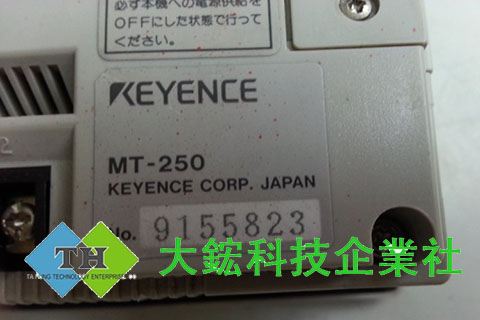 必ず本機への電源供給を
OFFにした状態で行って
ください。
KEYENCE
MT-250
KEYENCE CORP. JAPAN
No. 9155823
2
TH
大鋐科技企業社